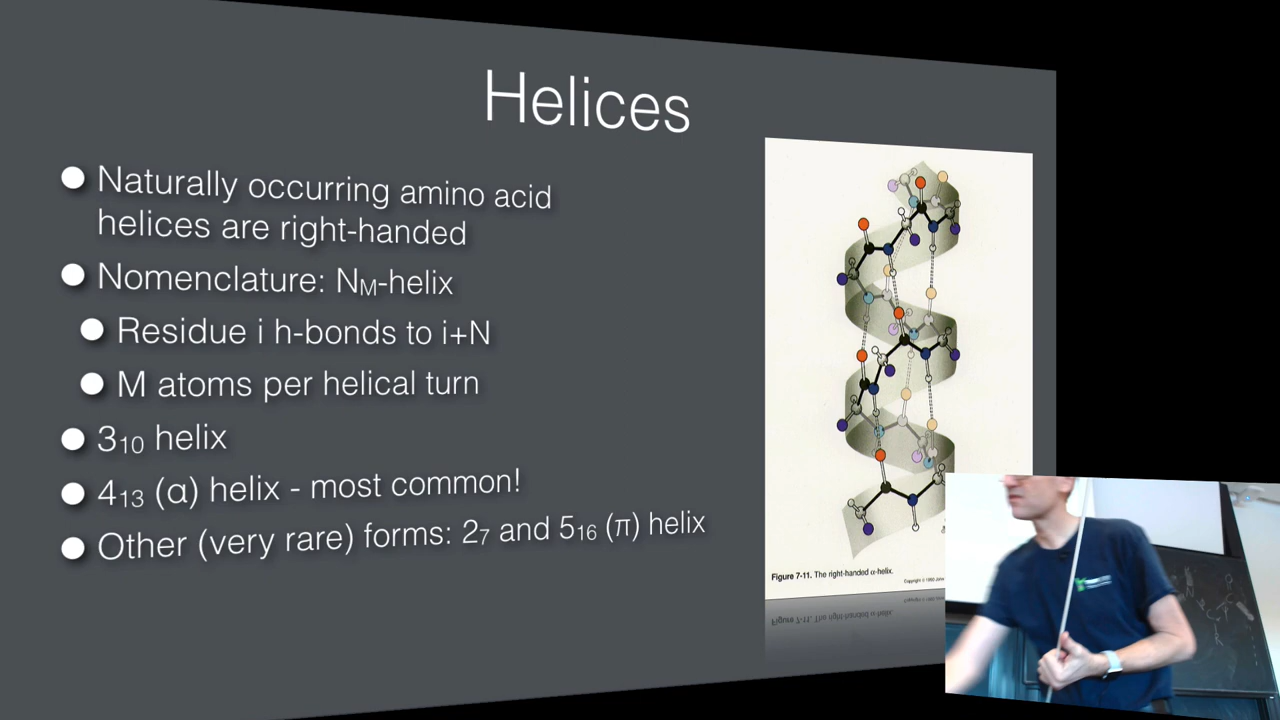 Helices
Naturally occurring amino acid
helices are right-handed
Nomenclature: N_M-helix
Residue i h-bonds to i+N
M atoms per helical turn
3₁₀ helix
4₁₃ (α) helix - most common!
Other (very rare) forms: 2₇ and 5₁₆ (π) helix
Figure 7-11. The right-handed α-helix.